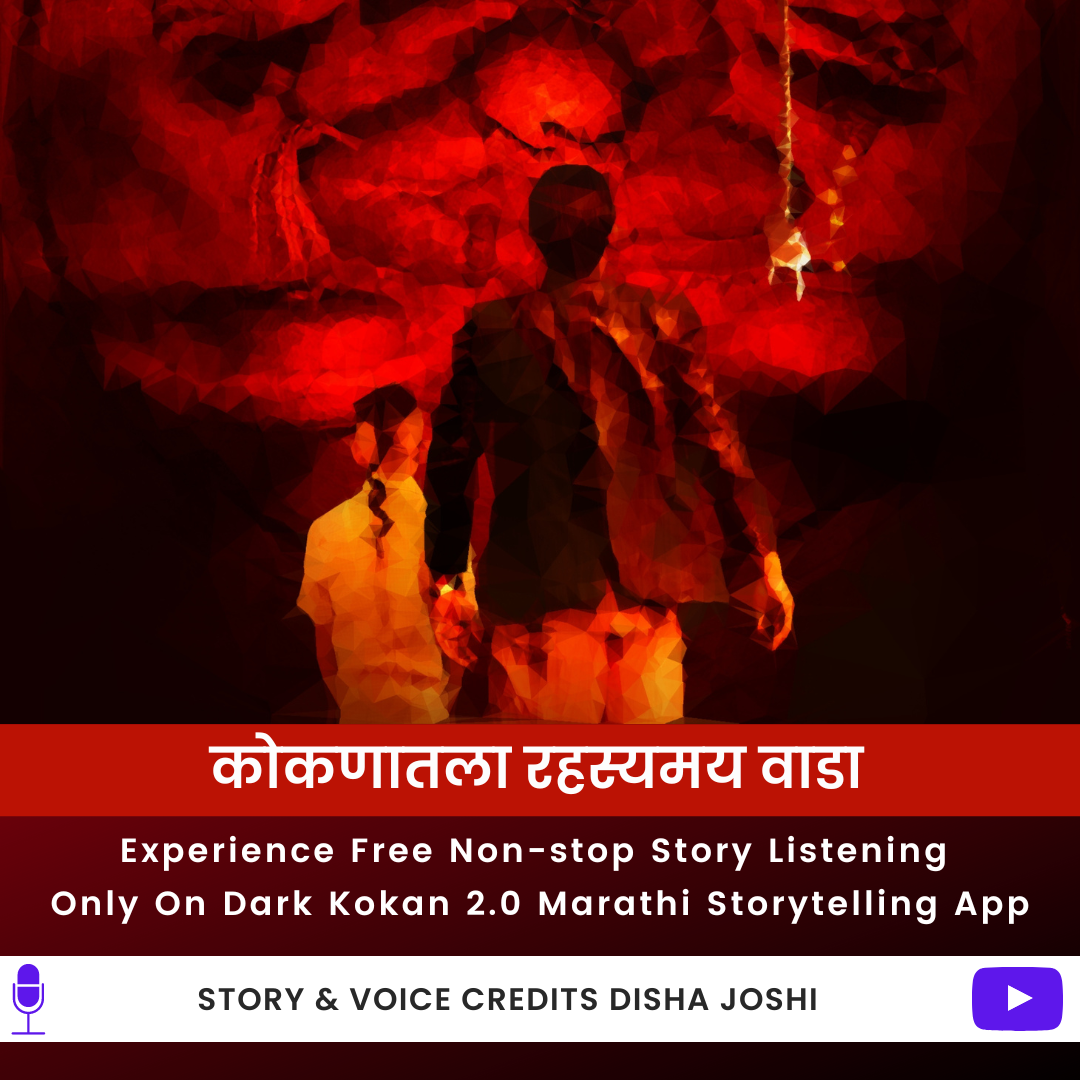 कोकणातला रहस्यमय वाडा
Experience Free Non-stop Story Listening
Only On Dark Kokan 2.0 Marathi Storytelling App
STORY & VOICE CREDITS DISHA JOSHI